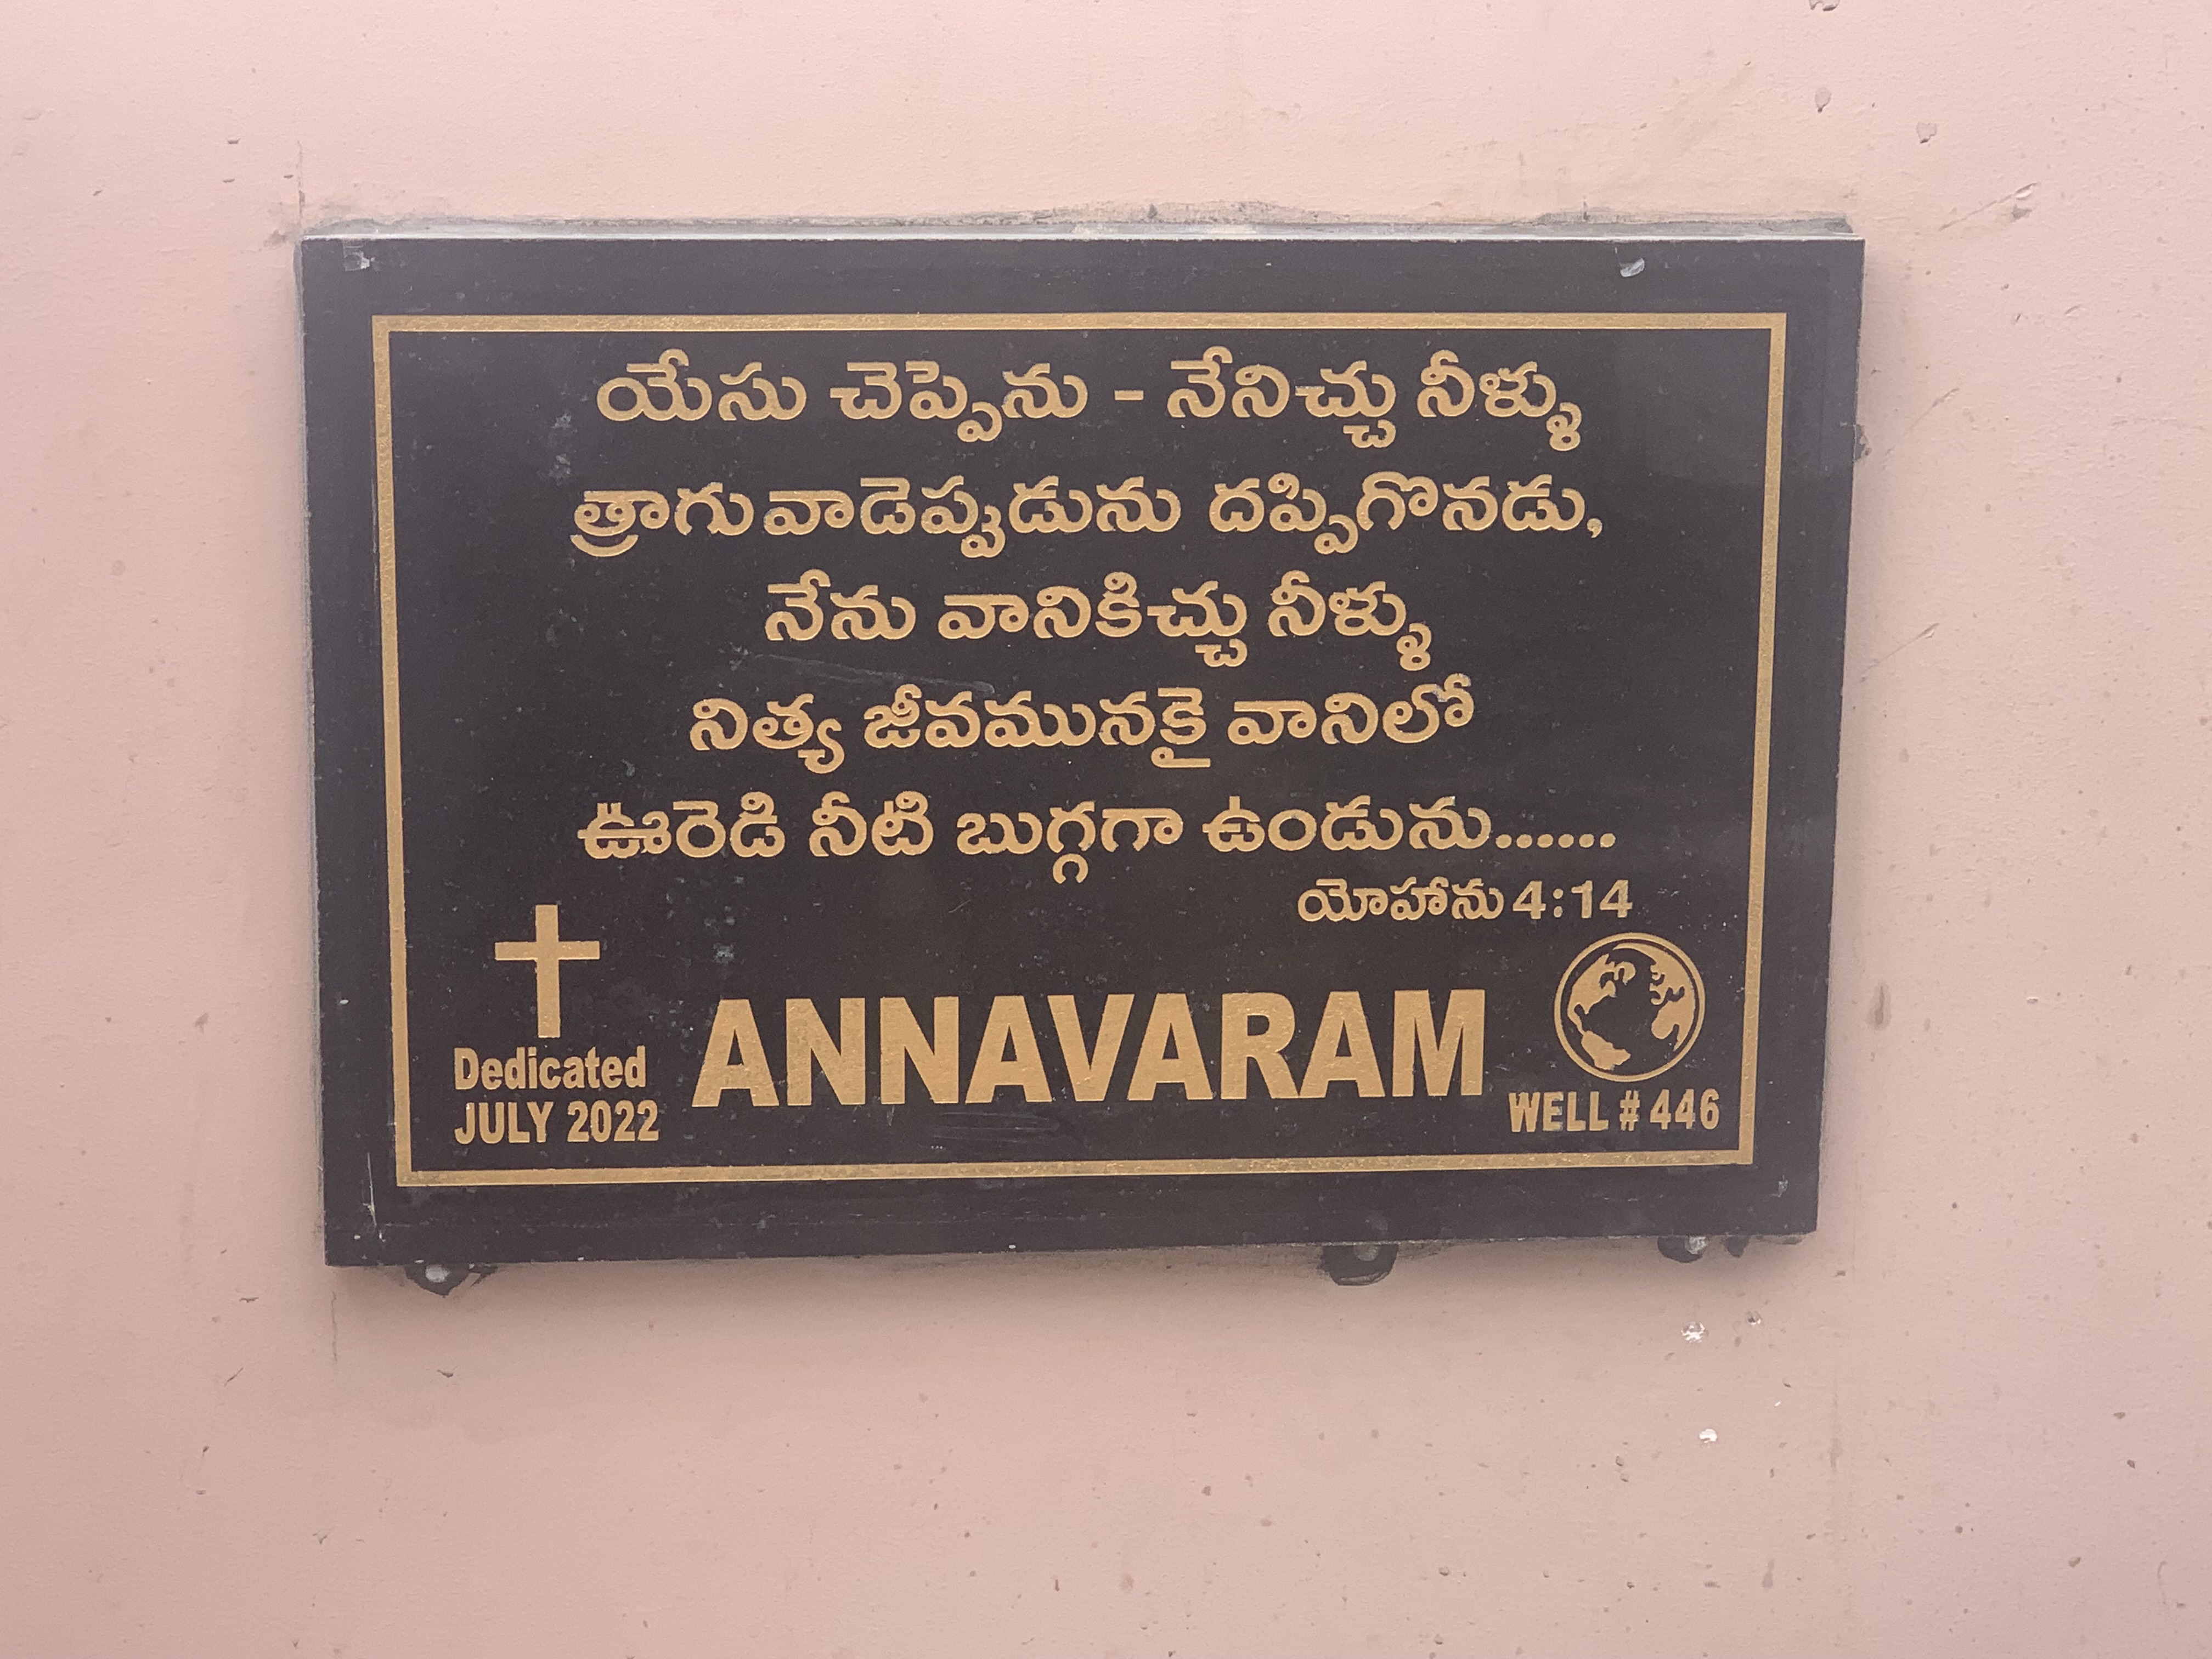 యేసు చెప్పెను - నేనిచ్చు నీళ్ళు
త్రాగువాడెప్పుడును దప్పిగొనడు,
నేను వానికిచ్చు నీళ్ళు
నిత్య జీవమునకై వానిలో
ఊరెడి నీటి బుగ్గగా ఉండును......
యోహాను 4:14
Dedicated
JULY 2022
ANNAVARAM
WELL # 446